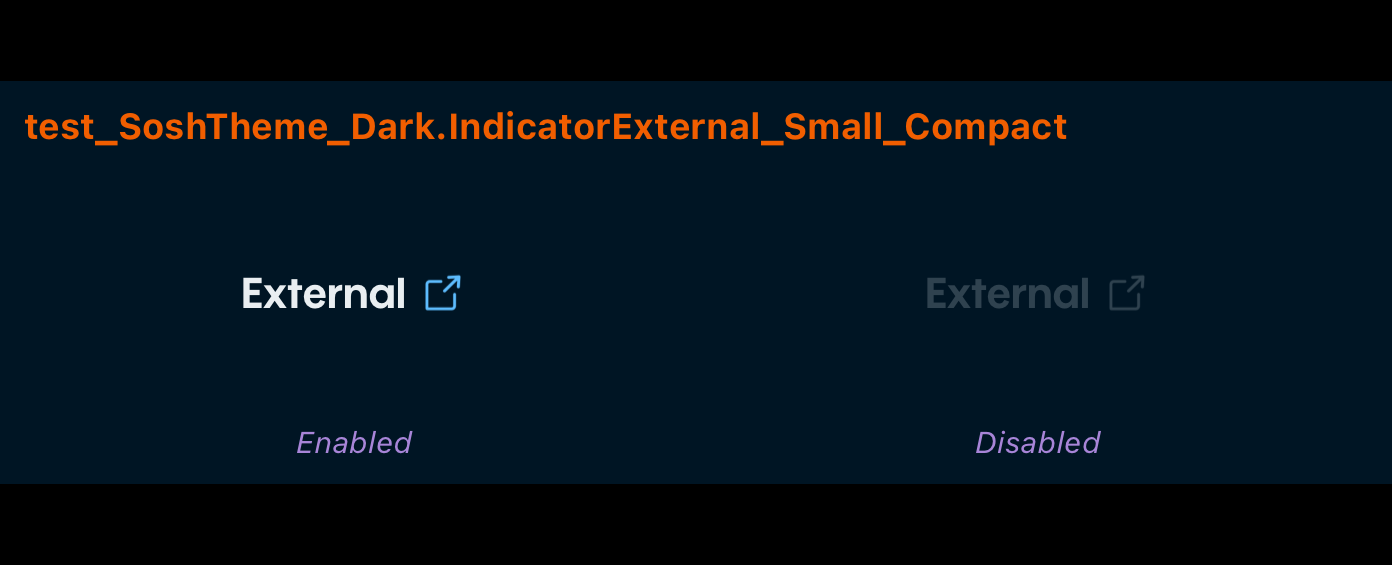 test_SoshTheme_Dark.IndicatorExternal_Small_Compact
External External
Enabled Disabled